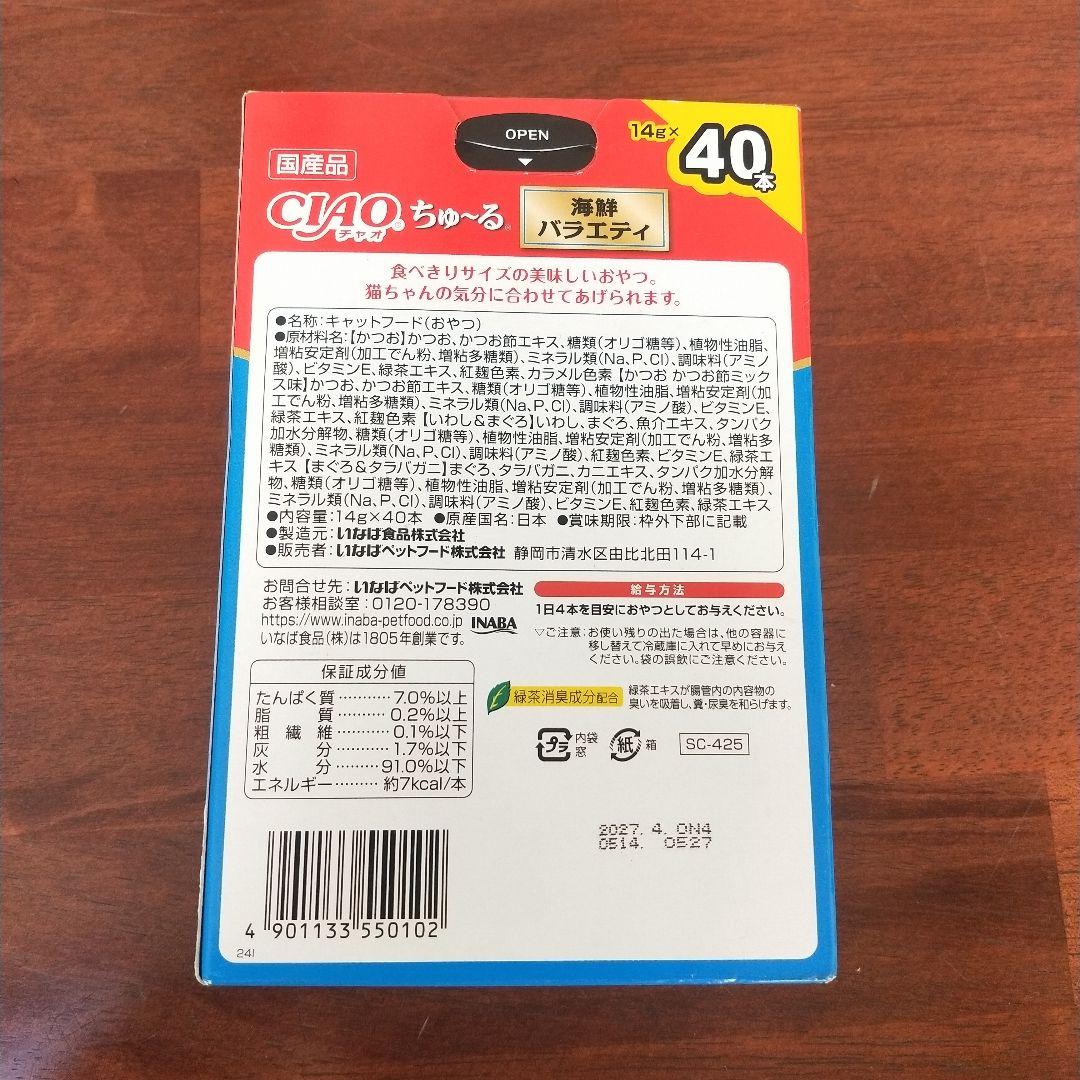 OPEN
14g×
40本
国産品
CIAO®
チャオ
ちゅ〜る®
海鮮
バラエティ
食べきりサイズの美味しいおやつ。
猫ちゃんの気分に合わせてあげられます。
●名称:キャットフード(おやつ)
●原材料名:【かつお】かつお、かつお節エキス、糖類(オリゴ糖等)、植物性油脂、
増粘安定剤(加工でん粉、増粘多糖類)、ミネラル類(Na、P、Cl)、調味料(アミノ
酸)、ビタミンE、緑茶エキス、紅麹色素、カラメル色素【かつお かつお節ミック
ス味】かつお、かつお節エキス、糖類(オリゴ糖等)、植物性油脂、増粘安定剤(加
工でん粉、増粘多糖類)、ミネラル類(Na、P、Cl)、調味料(アミノ酸)、ビタミンE、
緑茶エキス、紅麹色素【いわし&まぐろ】いわし、まぐろ、魚介エキス、タンパク
加水分解物、糖類(オリゴ糖等)、植物性油脂、増粘安定剤(加工でん粉、増粘多
糖類)、ミネラル類(Na、P、Cl)、調味料(アミノ酸)、紅麹色素、ビタミンE、緑茶エ
キス【まぐろ&タラバガニ】まぐろ、タラバガニ、カニエキス、タンパク加水分解
物、糖類(オリゴ糖等)、植物性油脂、増粘安定剤(加工でん粉、増粘多糖類)、
ミネラル類(Na、P、Cl)、調味料(アミノ酸)、ビタミンE、紅麹色素、緑茶エキス
●内容量:14g×40本 ●原産国名:日本 ●賞味期限:枠外下部に記載
●製造元:いなば食品株式会社
●販売者:いなばペットフード株式会社 静岡市清水区由比北田114-1
お問合せ先:いなばペットフード株式会社
お客様相談室:0120-178390
https://www.inaba-petfood.co.jp INABA
いなば食品(株)は1805年創業です。
給与方法
1日4本を目安におやつとしてお与えください。
▽ご注意:お使い残りの出た場合は、他の容器に
移し替えて冷蔵庫に入れて早めにお与え
ください。袋の誤飲にご注意ください。
保証成分値
たんぱく質………7.0%以上
脂質………0.2%以上
粗繊維………0.1%以下
灰分………1.7%以下
水分………91.0%以下
エネルギー………約7kcal/本
緑茶消臭成分配合
緑茶エキスが腸管内の内容物の
臭いを吸着し、糞・尿臭を和らげます。
プラ 内袋 窓
紙 箱
SC-425
2027. 4. ON4
0514. 0527
4 901133 550102
24I